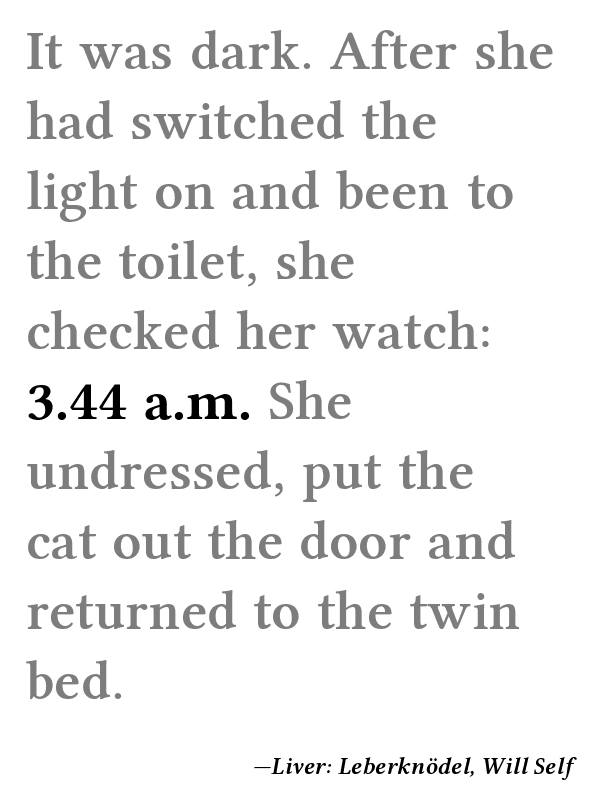 It was dark. After she
had switched the
light on and been to
the toilet, she
checked her watch:
3.44 a.m. She
undressed, put the
cat out the door and
returned to the twin
bed.
—Liver: Leberknödel, Will Self